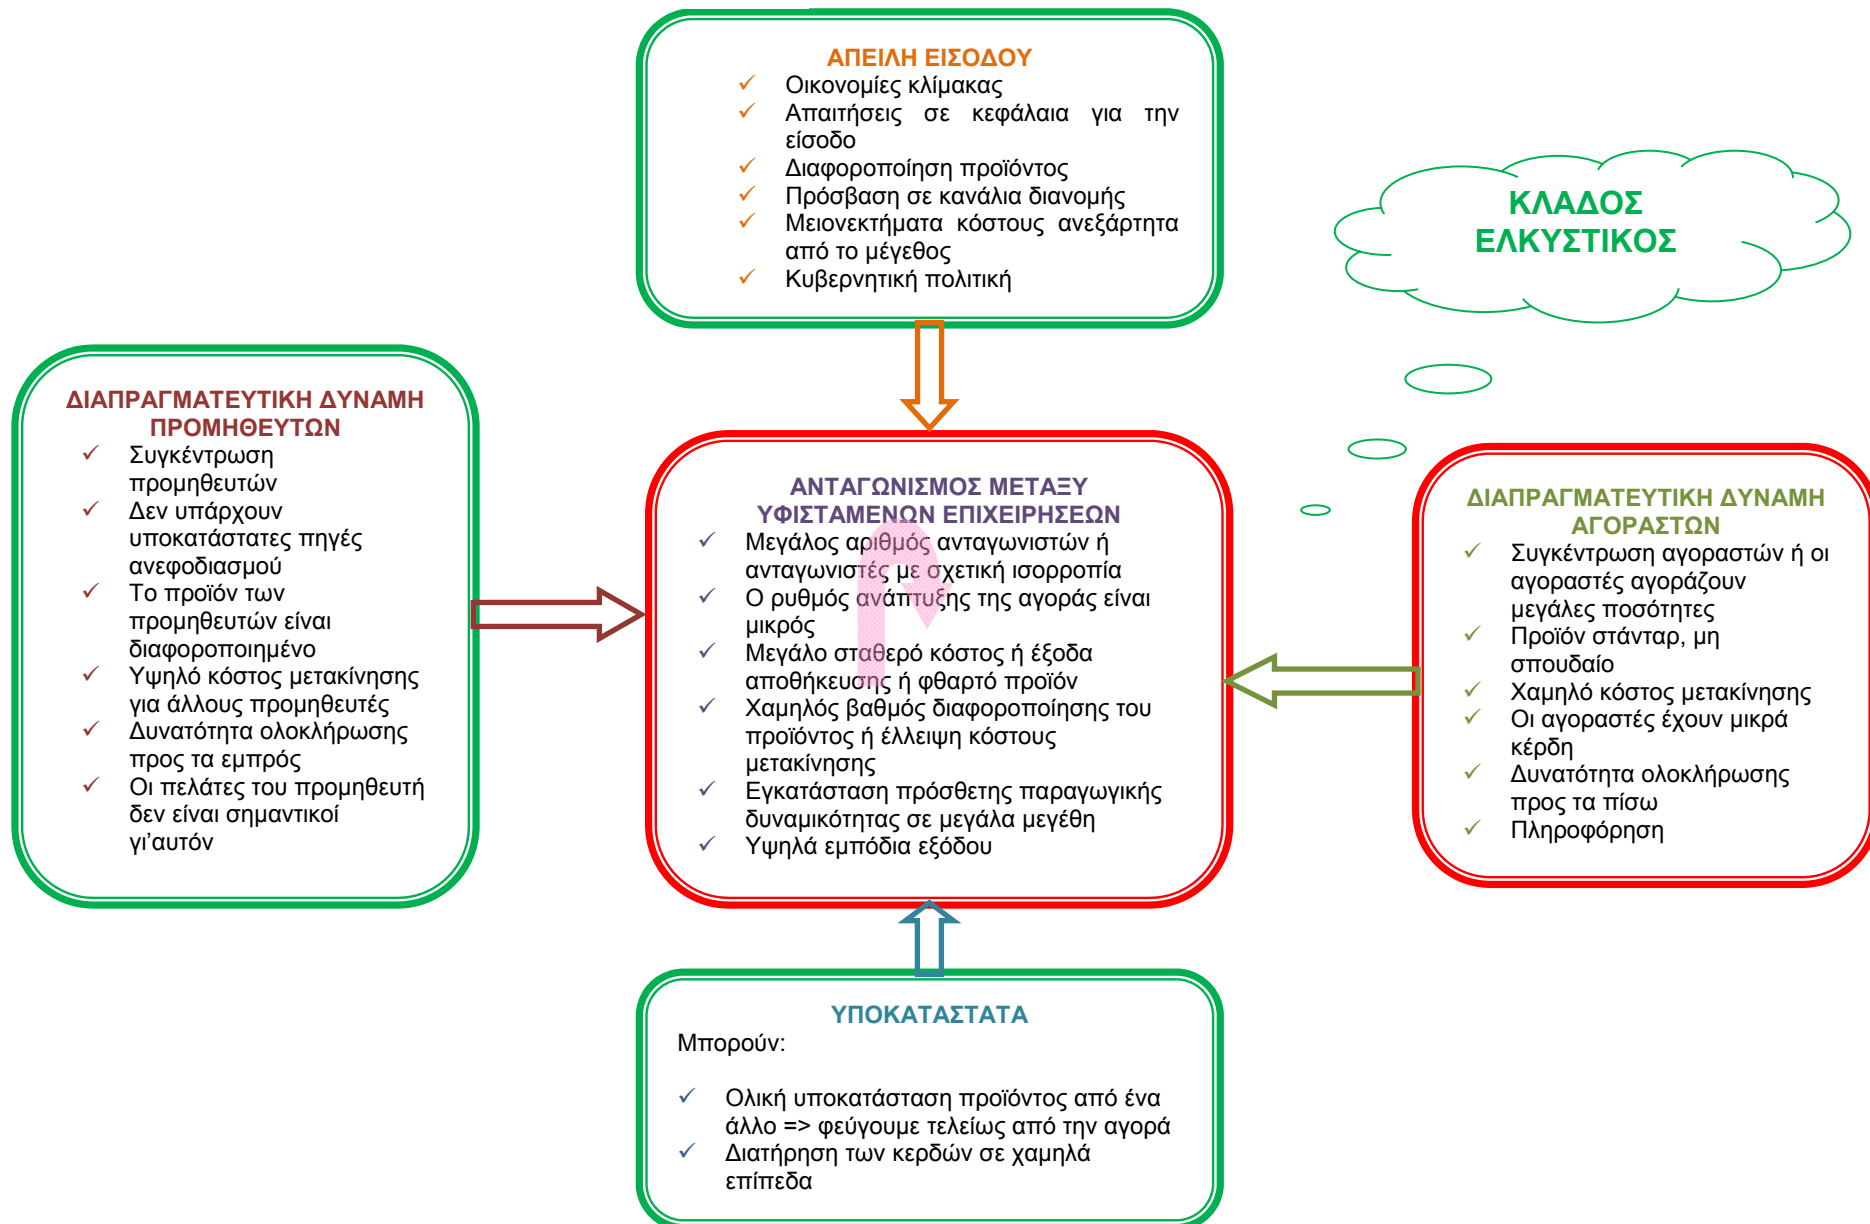 ΑΠΕΙΛΗ ΕΙΣΟΔΟΥ
✓ Οικονομίες κλίμακας
✓ Απαιτήσεις σε κεφάλαια για την
είσοδο
✓ Διαφοροποίηση προϊόντος
✓ Πρόσβαση σε κανάλια διανομής
✓ Μειονεκτήματα κόστους ανεξάρτητα
από το μέγεθος
✓ Κυβερνητική πολιτική
ΚΛΑΔΟΣ
ΕΛΚΥΣΤΙΚΟΣ
ΔΙΑΠΡΑΓΜΑΤΕΥΤΙΚΗ ΔΥΝΑΜΗ
ΠΡΟΜΗΘΕΥΤΩΝ
✓ Συγκέντρωση
προμηθευτών
✓ Δεν υπάρχουν
υποκατάστατες πηγές
ανεφοδιασμού
✓ Το προϊόν των
προμηθευτών είναι
διαφοροποιημένο
✓ Υψηλό κόστος μετακίνησης
για άλλους προμηθευτές
✓ Δυνατότητα ολοκλήρωσης
προς τα εμπρός
✓ Οι πελάτες του προμηθευτή
δεν είναι σημαντικοί
γι’αυτόν
ΑΝΤΑΓΩΝΙΣΜΟΣ ΜΕΤΑΞΥ
ΥΦΙΣΤΑΜΕΝΩΝ ΕΠΙΧΕΙΡΗΣΕΩΝ
✓ Μεγάλος αριθμός ανταγωνιστών ή
ανταγωνιστές με σχετική ισορροπία
✓ Ο ρυθμός ανάπτυξης της αγοράς είναι
μικρός
✓ Μεγάλο σταθερό κόστος ή έξοδα
αποθήκευσης ή φθαρτό προϊόν
✓ Χαμηλός βαθμός διαφοροποίησης του
προϊόντος ή έλλειψη κόστους
μετακίνησης
✓ Εγκατάσταση πρόσθετης παραγωγικής
δυναμικότητας σε μεγάλα μεγέθη
✓ Υψηλά εμπόδια εξόδου
ΔΙΑΠΡΑΓΜΑΤΕΥΤΙΚΗ ΔΥΝΑΜΗ
ΑΓΟΡΑΣΤΩΝ
✓ Συγκέντρωση αγοραστών ή οι
αγοραστές αγοράζουν
μεγάλες ποσότητες
✓ Προϊόν στάνταρ, μη
σπουδαίο
✓ Χαμηλό κόστος μετακίνησης
✓ Οι αγοραστές έχουν μικρά
κέρδη
✓ Δυνατότητα ολοκλήρωσης
προς τα πίσω
✓ Πληροφόρηση
ΥΠΟΚΑΤΑΣΤΑΤΑ
Μπορούν:
✓ Ολική υποκατάσταση προϊόντος από ένα
άλλο => φεύγουμε τελείως από την αγορά
✓ Διατήρηση των κερδών σε χαμηλά
επίπεδα